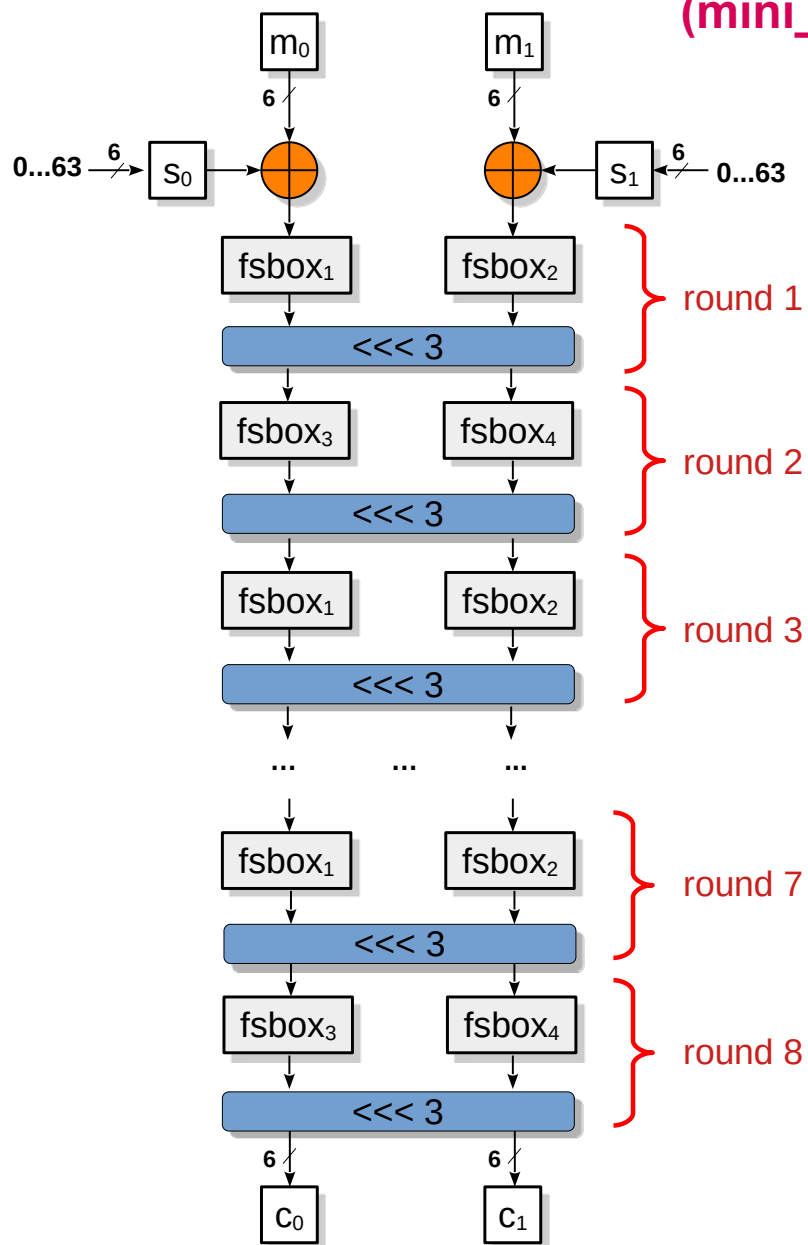 (mini_
m₀ m₁
6 6
0...63 6 s₀ s₁ 6 0...63
fsbox₁ fsbox₂
round 1
<<< 3
fsbox₃ fsbox₄
round 2
<<< 3
fsbox₁ fsbox₂
round 3
<<< 3
... ... ...
fsbox₁ fsbox₂
round 7
<<< 3
fsbox₃ fsbox₄
round 8
<<< 3
6 6
c₀ c₁